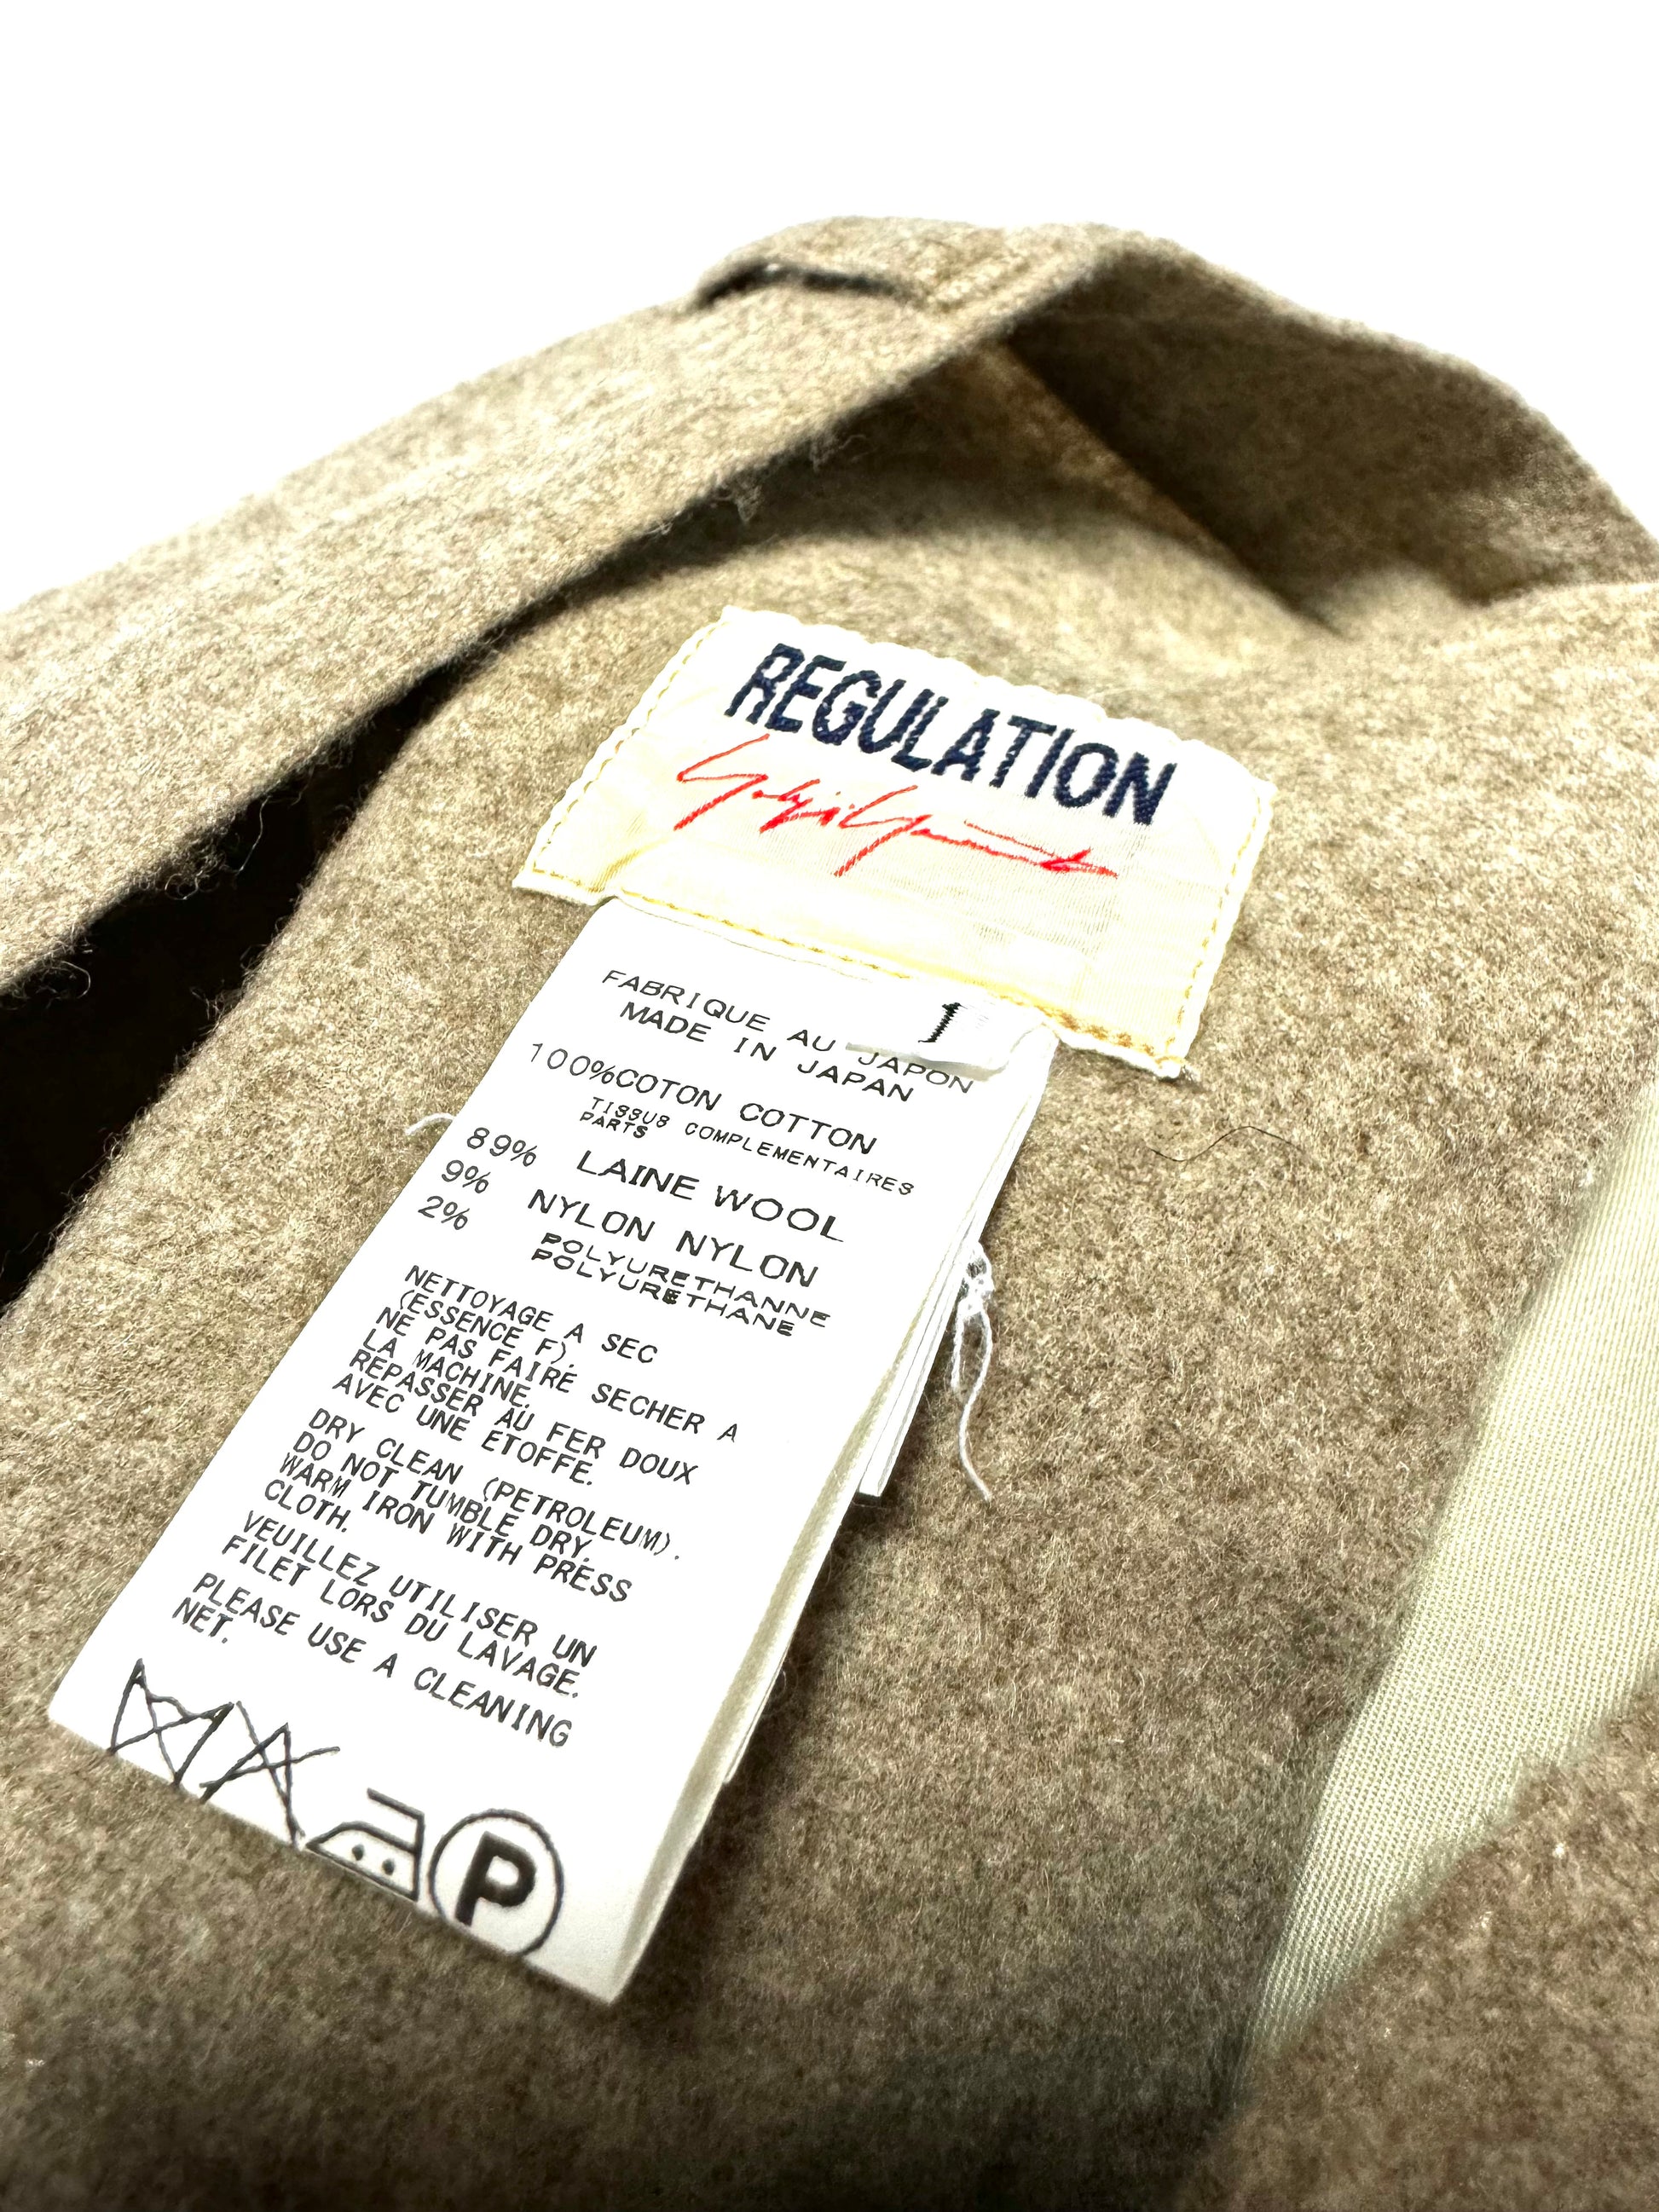 REGULATION
Yohji Yamamoto
1
FABRIQUE AU JAPON
MADE IN JAPAN
100%COTON COTTON
TISSUS COMPLEMENTAIRES
PARTS
89% LAINE WOOL
9% NYLON NYLON
2% POLYURETHANNE
POLYURETHANE
NETTOYAGE A SEC
(ESSENCE F).
NE PAS FAIRE SECHER A
LA MACHINE.
REPASSER AU FER DOUX
AVEC UNE ETOFFE.
DRY CLEAN (PETROLEUM).
DO NOT TUMBLE DRY.
WARM IRON WITH PRESS
CLOTH.
VEUILLEZ UTILISER UN
FILET LORS DU LAVAGE.
PLEASE USE A CLEANING
NET.
P